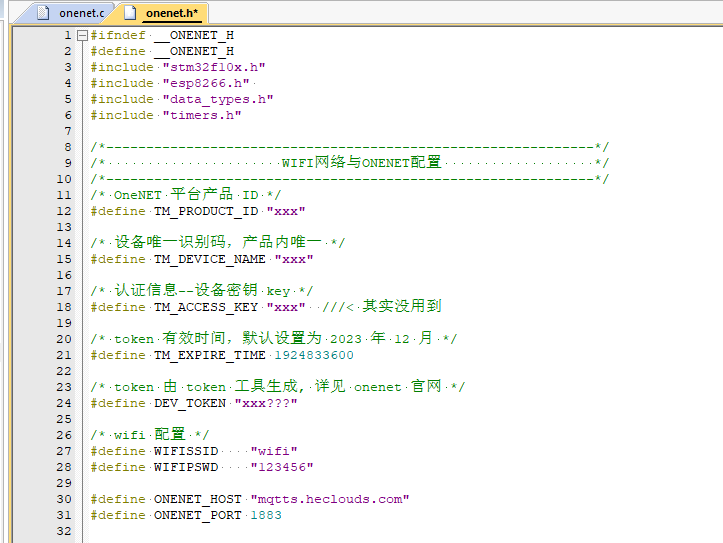 onenet.c
onenet.h*
1 #ifndef __ONENET_H
2 #define __ONENET_H
3 #include "stm32f10x.h"
4 #include "esp8266.h"
5 #include "data_types.h"
6 #include "timers.h"
7
8 /*-------------------------------------------------------------*/
9 /*······················WIFI网络与ONENET配置···················*/
10 /*-------------------------------------------------------------*/
11 /* OneNET 平台产品 ID */
12 #define TM_PRODUCT_ID "xxx"
13
14 /* 设备唯一识别码，产品内唯一 */
15 #define TM_DEVICE_NAME "xxx"
16
17 /* 认证信息--设备密钥 key */
18 #define TM_ACCESS_KEY "xxx"  ///< 其实没用到
19
20 /* token 有效时间，默认设置为 2023 年 12 月 */
21 #define TM_EXPIRE_TIME 1924833600
22
23 /* token 由 token 工具生成, 详见 onenet 官网 */
24 #define DEV_TOKEN "xxx???"
25
26 /* wifi 配置 */
27 #define WIFISSID    "wifi"
28 #define WIFIPSWD    "123456"
29
30 #define ONENET_HOST "mqtts.heclouds.com"
31 #define ONENET_PORT 1883
32